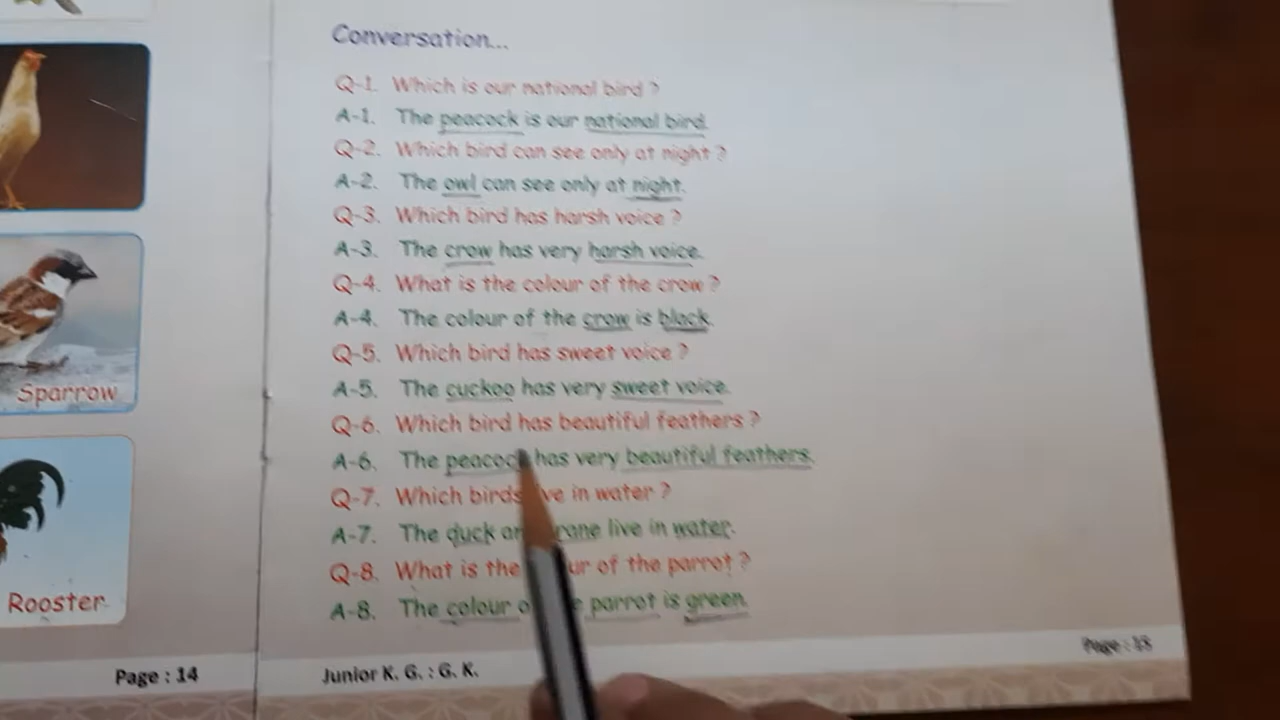 Conversation...
Q-1. Which is our national bird ?
A-1. The peacock is our national bird.
Q-2. Which bird can see only at night ?
A-2. The owl can see only at night.
Q-3. Which bird has harsh voice ?
A-3. The crow has very harsh voice.
Q-4. What is the colour of the crow ?
A-4. The colour of the crow is black.
Q-5. Which bird has sweet voice ?
A-5. The cuckoo has very sweet voice.
Q-6. Which bird has beautiful feathers ?
A-6. The peacock has very beautiful feathers.
Q-7. Which birds in water ?
A-7. The duck live in water.
Q-8. What is the of the parrot ?
A-8. The colour parrot is green.
Sparrow
Rooster
Page : 14
Junior K. G. : G. K.
Page :